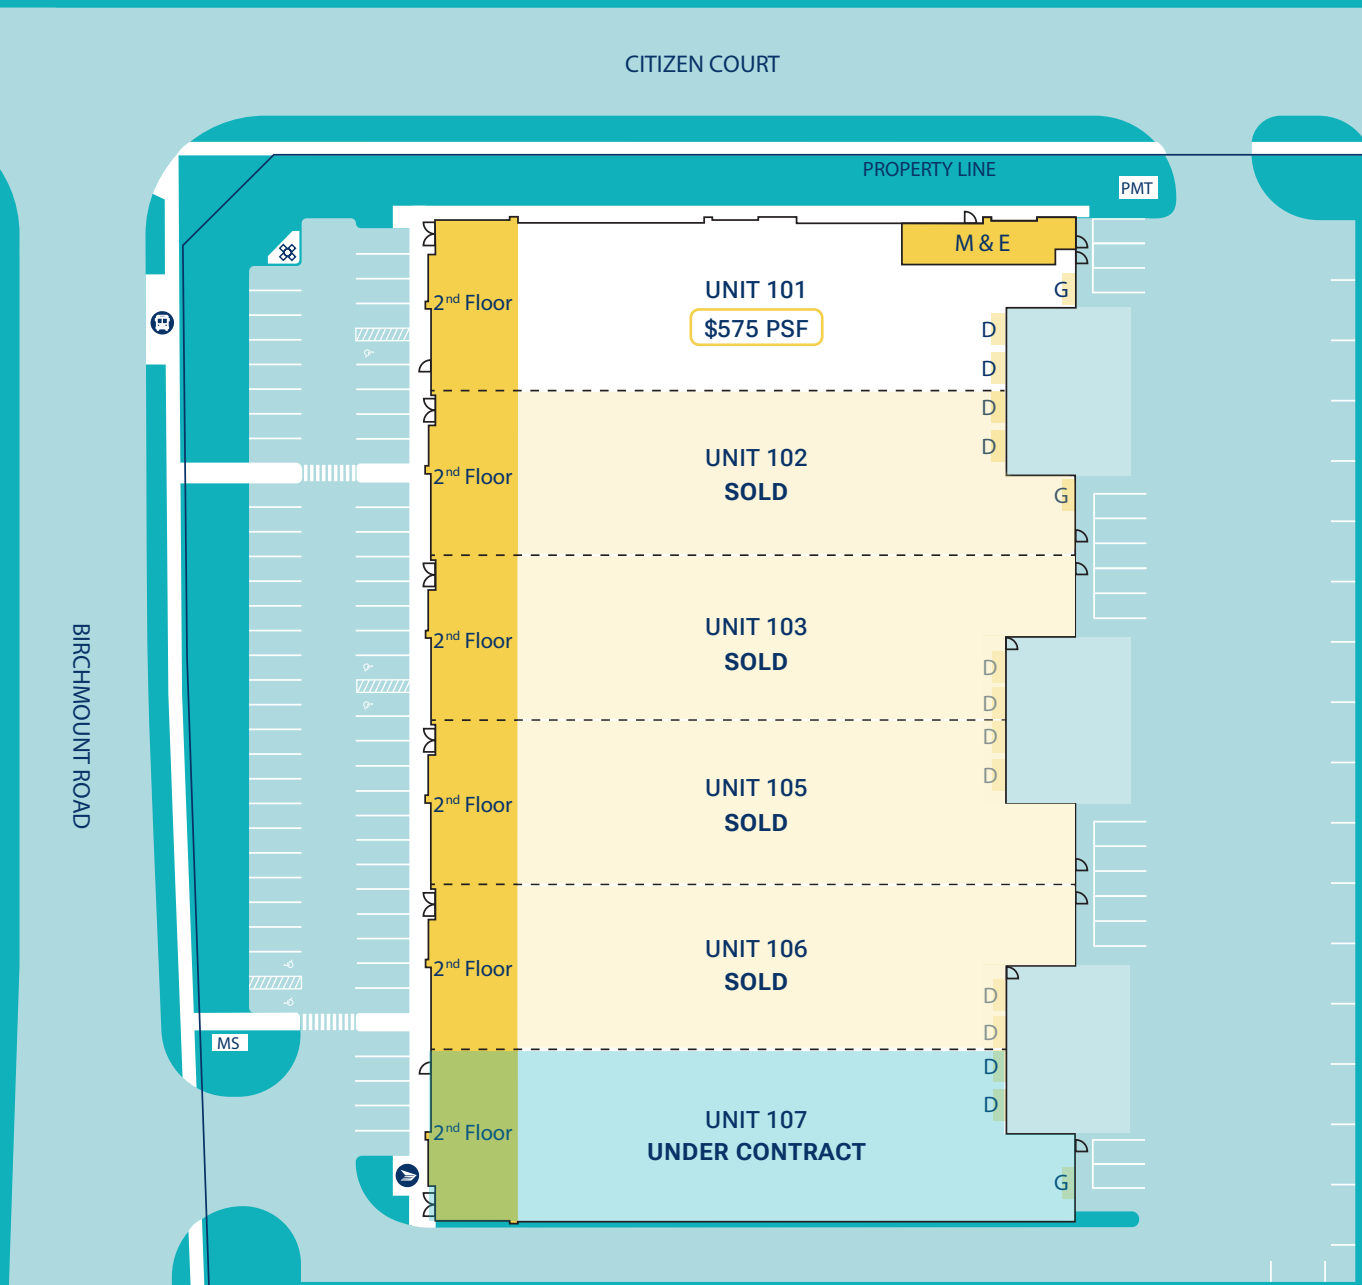 CITIZEN COURT
PROPERTY LINE
PMT
M & E
2nd Floor
UNIT 101
$575 PSF
G
D
D
D
D
2nd Floor
UNIT 102
SOLD
G
2nd Floor
UNIT 103
SOLD
D
D
BIRCHMOUNT ROAD
D
D
2nd Floor
UNIT 105
SOLD
2nd Floor
UNIT 106
SOLD
D
D
MS
D
D
2nd Floor
UNIT 107
UNDER CONTRACT
G